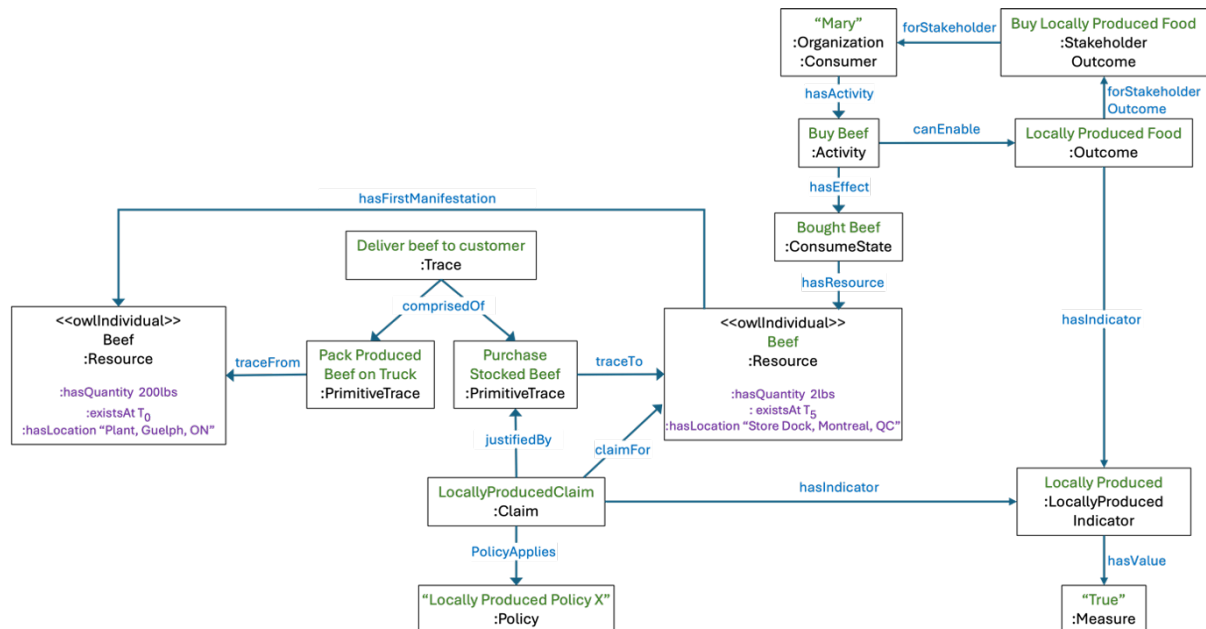 "Mary"
:Organization
:Consumer
forStakeholder
Buy Locally Produced Food
:Stakeholder
Outcome
hasActivity
forStakeholder
Outcome
Buy Beef
:Activity
canEnable
Locally Produced Food
:Outcome
hasEffect
hasFirstManifestation
Bought Beef
:ConsumeState
Deliver beef to customer
:Trace
hasResource
comprisedOf
<<owlIndividual>>
Beef
:Resource
:hasQuantity 200lbs
:existsAt T0
:hasLocation "Plant, Guelph, ON"
traceFrom
Pack Produced
Beef on Truck
:PrimitiveTrace
Purchase
Stocked Beef
:PrimitiveTrace
traceTo
<<owlIndividual>>
Beef
:Resource
:hasQuantity 2lbs
: existsAt T5
:hasLocation "Store Dock, Montreal, QC"
hasIndicator
justifiedBy
claimFor
LocallyProducedClaim
:Claim
hasIndicator
Locally Produced
:LocallyProduced
Indicator
PolicyApplies
hasValue
"Locally Produced Policy X"
:Policy
"True"
:Measure